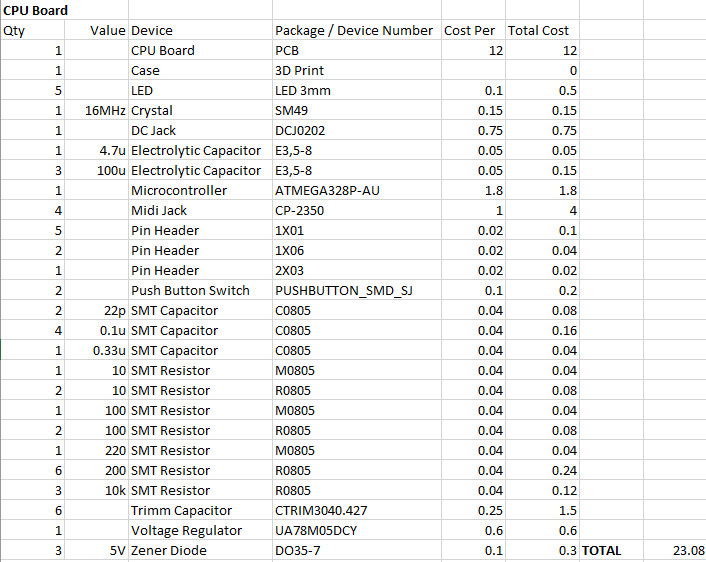 CPU Board
Qty Value Device Package / Device Number Cost Per Total Cost
1 CPU Board PCB 12 12
1 Case 3D Print 0
5 LED LED 3mm 0.1 0.5
1 16MHz Crystal SM49 0.15 0.15
1 DC Jack DCJ0202 0.75 0.75
1 4.7u Electrolytic Capacitor E3,5-8 0.05 0.05
3 100u Electrolytic Capacitor E3,5-8 0.05 0.15
1 Microcontroller ATMEGA328P-AU 1.8 1.8
4 Midi Jack CP-2350 1 4
5 Pin Header 1X01 0.02 0.1
2 Pin Header 1X06 0.02 0.04
1 Pin Header 2X03 0.02 0.02
2 Push Button Switch PUSHBUTTON_SMD_SJ 0.1 0.2
2 22p SMT Capacitor C0805 0.04 0.08
4 0.1u SMT Capacitor C0805 0.04 0.16
1 0.33u SMT Capacitor C0805 0.04 0.04
1 10 SMT Resistor M0805 0.04 0.04
2 10 SMT Resistor R0805 0.04 0.08
1 100 SMT Resistor M0805 0.04 0.04
2 100 SMT Resistor R0805 0.04 0.08
1 220 SMT Resistor M0805 0.04 0.04
6 200 SMT Resistor R0805 0.04 0.24
3 10k SMT Resistor R0805 0.04 0.12
6 Trimm Capacitor CTRIM3040.427 0.25 1.5
1 Voltage Regulator UA78M05DCY 0.6 0.6
3 5V Zener Diode DO35-7 0.1 0.3 TOTAL 23.08